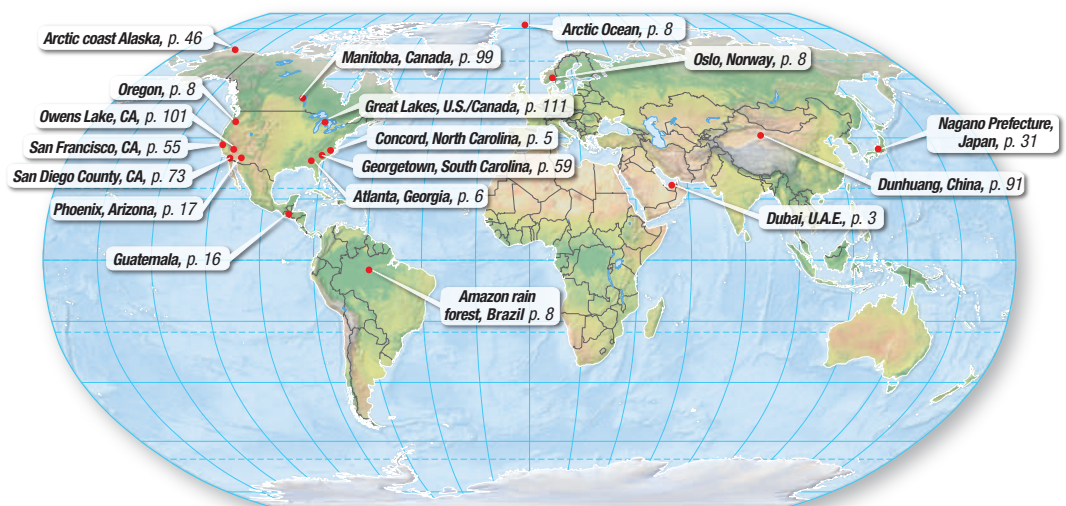 Arctic coast Alaska, p. 46
Arctic Ocean, p. 8
Manitoba, Canada, p. 99
Oslo, Norway, p. 8
Oregon, p. 8
Great Lakes, U.S./Canada, p. 111
Owens Lake, CA, p. 101
Concord, North Carolina, p. 5
Nagano Prefecture,
Japan, p. 31
San Francisco, CA, p. 55
Georgetown, South Carolina, p. 59
San Diego County, CA, p. 73
Dunhuang, China, p. 91
Atlanta, Georgia, p. 6
Phoenix, Arizona, p. 17
Dubai, U.A.E., p. 3
Guatemala, p. 16
Amazon rain
forest, Brazil p. 8